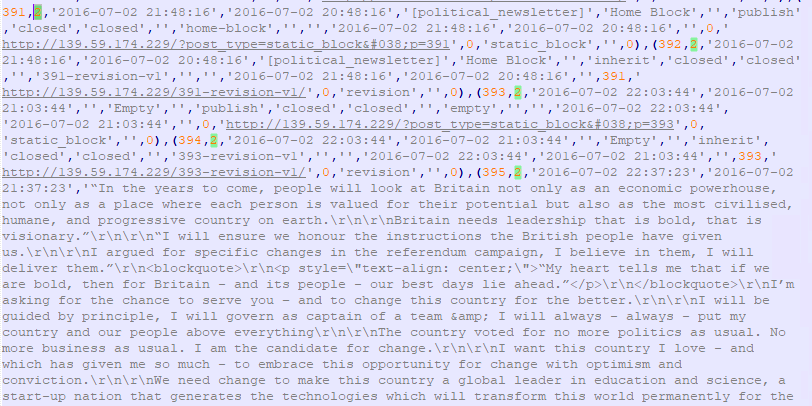 391,2,'2016-07-02 21:48:16','2016-07-02 20:48:16','[political_newsletter]','Home Block','','publish'
,'closed','closed','','home-block','','','2016-07-02 21:48:16','2016-07-02 20:48:16','',0,'
http://139.59.174.229/?post_type=static_block&#038;p=391',0,'static_block','',0),(392,2,'2016-07-02
21:48:16','2016-07-02 20:48:16','[political_newsletter]','Home Block','','inherit','closed','closed'
,'','391-revision-v1','','','2016-07-02 21:48:16','2016-07-02 20:48:16','',391,'
http://139.59.174.229/391-revision-v1/',0,'revision','',0),(393,2,'2016-07-02 22:03:44','2016-07-02
21:03:44','','Empty','','publish','closed','closed','','empty','','','2016-07-02 22:03:44',
'2016-07-02 21:03:44','',0,'http://139.59.174.229/?post_type=static_block&#038;p=393',0,
'static_block','',0),(394,2,'2016-07-02 22:03:44','2016-07-02 21:03:44','','Empty','','inherit',
'closed','closed','','393-revision-v1','','','2016-07-02 22:03:44','2016-07-02 21:03:44','',393,'
http://139.59.174.229/393-revision-v1/',0,'revision','',0),(395,2,'2016-07-02 22:37:23','2016-07-02
21:37:23','“In the years to come, people will look at Britain not only as an economic powerhouse,
not only as a place where each person is valued for their potential but also as the most civilised,
humane, and progressive country on earth.\r\n\r\nBritain needs leadership that is bold, that is
visionary.”\r\n\r\n“I will ensure we honour the instructions the British people have given
us.\r\n\r\nI argued for specific changes in the referendum campaign, I believe in them, I will
deliver them.”\r\n<blockquote>\r\n<p style=\"text-align: center;\">“My heart tells me that if we
are bold, then for Britain – and its people – our best days lie ahead.”</p>\r\n</blockquote>\r\nI’m
asking for the chance to serve you – and to change this country for the better.\r\n\r\nI will be
guided by principle, I will govern as captain of a team &amp; I will always – always – put my
country and our people above everything\r\n\r\nThe country voted for no more politics as usual. No
more business as usual. I am the candidate for change.\r\n\r\nI want this country I love – and
which has given me so much – to embrace this opportunity for change with optimism and
conviction.\r\n\r\nWe need change to make this country a global leader in education and science, a
start-up nation that generates the technologies which will transform this world permanently for the